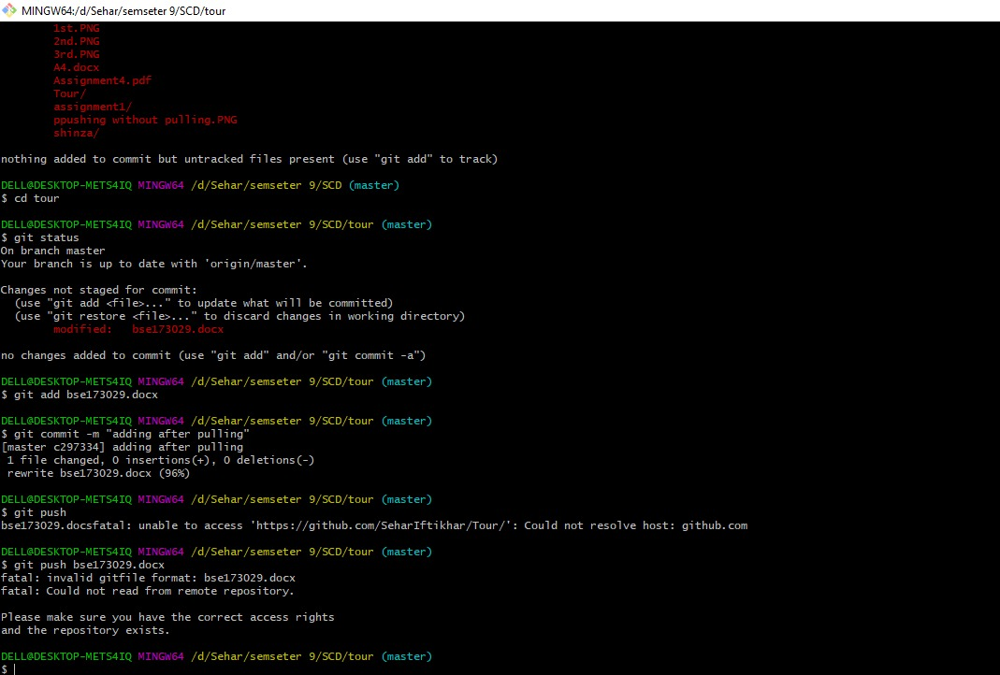 MINGW64:/d/Sehar/semseter 9/SCD/tour
1st.PNG
2nd.PNG
3rd.PNG
A4.docx
Assignment4.pdf
Tour/
assignment1/
ppushing without pulling.PNG
shinza/
nothing added to commit but untracked files present (use "git add" to track)
DELL@DESKTOP-METS4IQ MINGW64 /d/Sehar/semseter 9/SCD (master)
$ cd tour
DELL@DESKTOP-METS4IQ MINGW64 /d/Sehar/semseter 9/SCD/tour (master)
$ git status
On branch master
Your branch is up to date with 'origin/master'.
Changes not staged for commit:
(use "git add <file>..." to update what will be committed)
(use "git restore <file>..." to discard changes in working directory)
modified:   bse173029.docx
no changes added to commit (use "git add" and/or "git commit -a")
DELL@DESKTOP-METS4IQ MINGW64 /d/Sehar/semseter 9/SCD/tour (master)
$ git add bse173029.docx
DELL@DESKTOP-METS4IQ MINGW64 /d/Sehar/semseter 9/SCD/tour (master)
$ git commit -m "adding after pulling"
[master c297334] adding after pulling
1 file changed, 0 insertions(+), 0 deletions(-)
rewrite bse173029.docx (96%)
DELL@DESKTOP-METS4IQ MINGW64 /d/Sehar/semseter 9/SCD/tour (master)
$ git push
bse173029.docsfatal: unable to access 'https://github.com/SeharIftikhar/Tour/': Could not resolve host: github.com
DELL@DESKTOP-METS4IQ MINGW64 /d/Sehar/semseter 9/SCD/tour (master)
$ git push bse173029.docx
fatal: invalid gitfile format: bse173029.docx
fatal: Could not read from remote repository.
Please make sure you have the correct access rights
and the repository exists.
DELL@DESKTOP-METS4IQ MINGW64 /d/Sehar/semseter 9/SCD/tour (master)
$